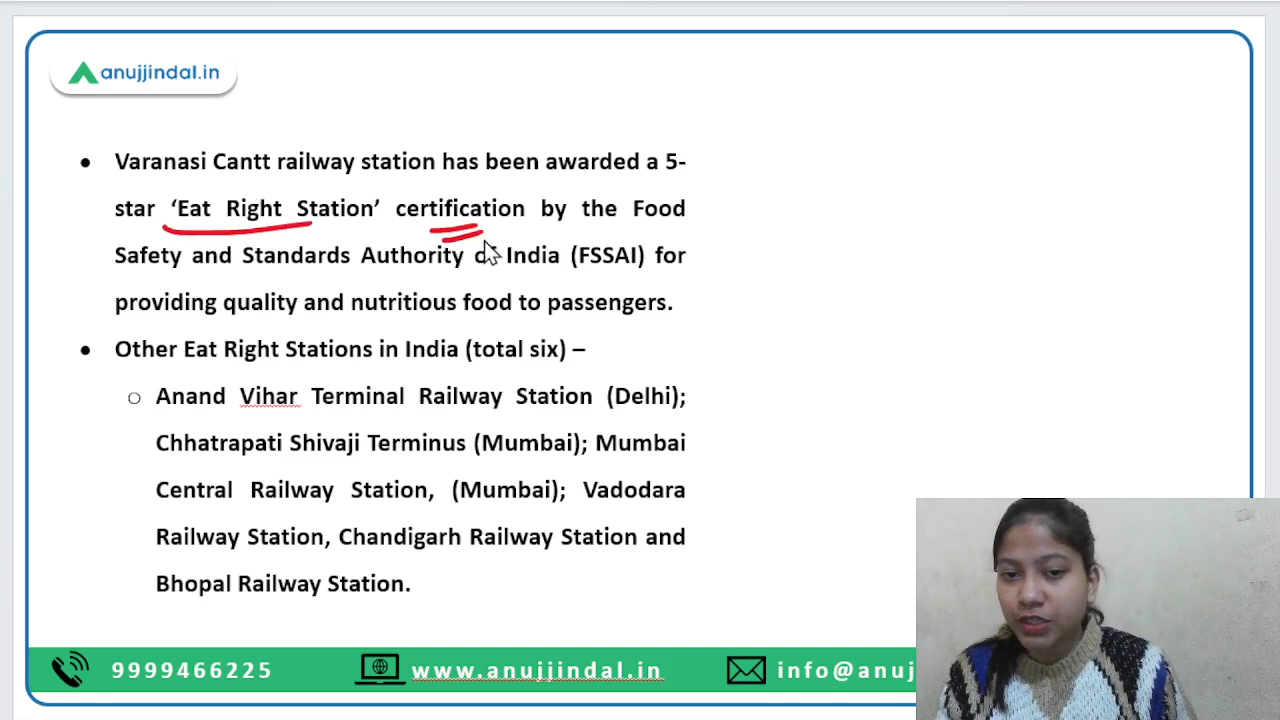 anujjindal.in
• Varanasi Cantt railway station has been awarded a 5-
star ‘Eat Right Station’ certification by the Food
Safety and Standards Authority of India (FSSAI) for
providing quality and nutritious food to passengers.
• Other Eat Right Stations in India (total six) –
○ Anand Vihar Terminal Railway Station (Delhi);
Chhatrapati Shivaji Terminus (Mumbai); Mumbai
Central Railway Station, (Mumbai); Vadodara
Railway Station, Chandigarh Railway Station and
Bhopal Railway Station.
9999466225 www.anujjindal.in info@anuj